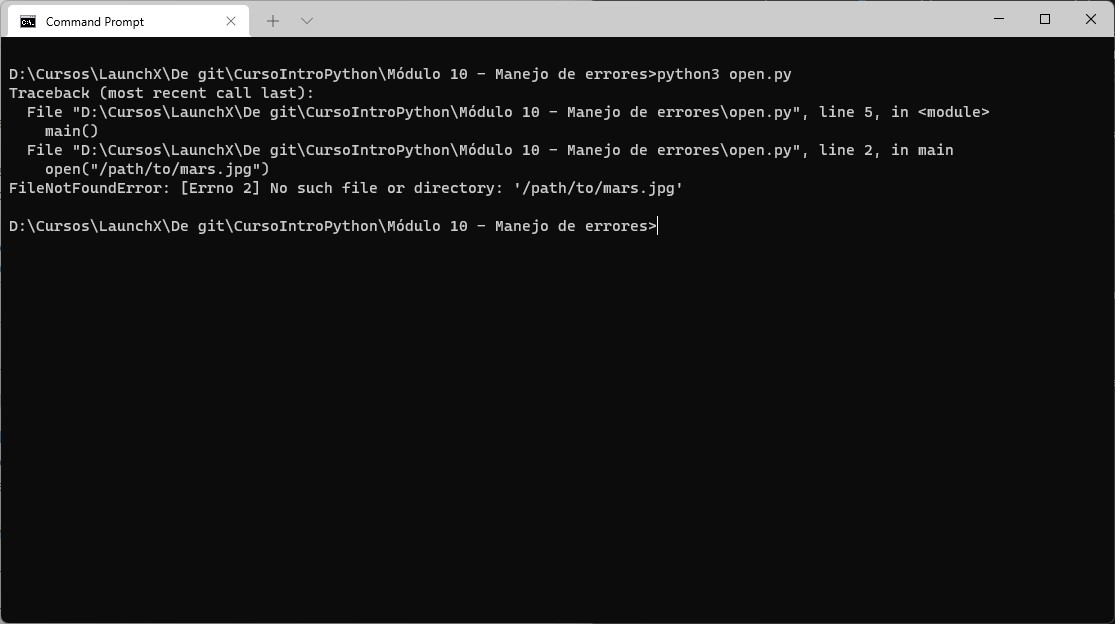 Command Prompt
D:\Cursos\LaunchX\De git\CursoIntroPython\Módulo 10 - Manejo de errores>python3 open.py
Traceback (most recent call last):
  File "D:\Cursos\LaunchX\De git\CursoIntroPython\Módulo 10 - Manejo de errores\open.py", line 5, in <module>
    main()
  File "D:\Cursos\LaunchX\De git\CursoIntroPython\Módulo 10 - Manejo de errores\open.py", line 2, in main
    open("/path/to/mars.jpg")
FileNotFoundError: [Errno 2] No such file or directory: '/path/to/mars.jpg'
D:\Cursos\LaunchX\De git\CursoIntroPython\Módulo 10 - Manejo de errores>